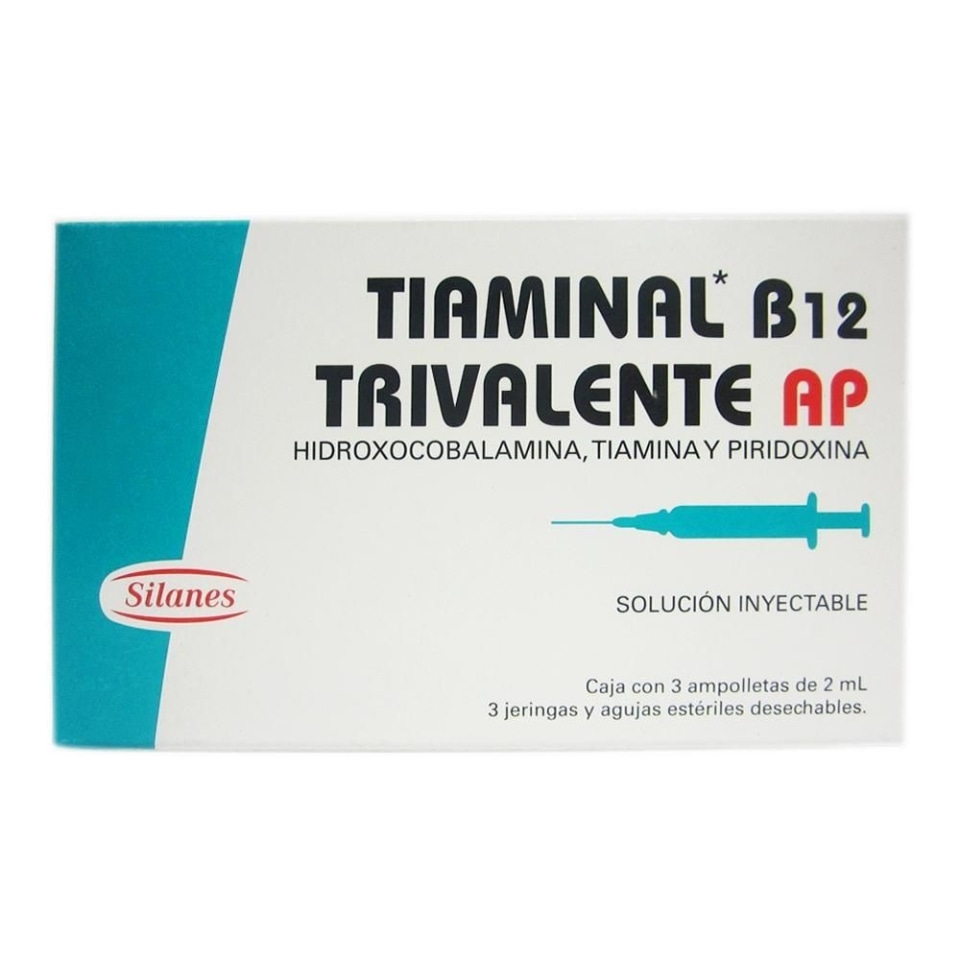 TIAMINAL* B12
TRIVALENTE AP
HIDROXOCOBALAMINA, TIAMINA Y PIRIDOXINA
Silanes
SOLUCIÓN INYECTABLE
Caja con 3 ampolletas de 2 mL
3 jeringas y agujas estériles desechables.